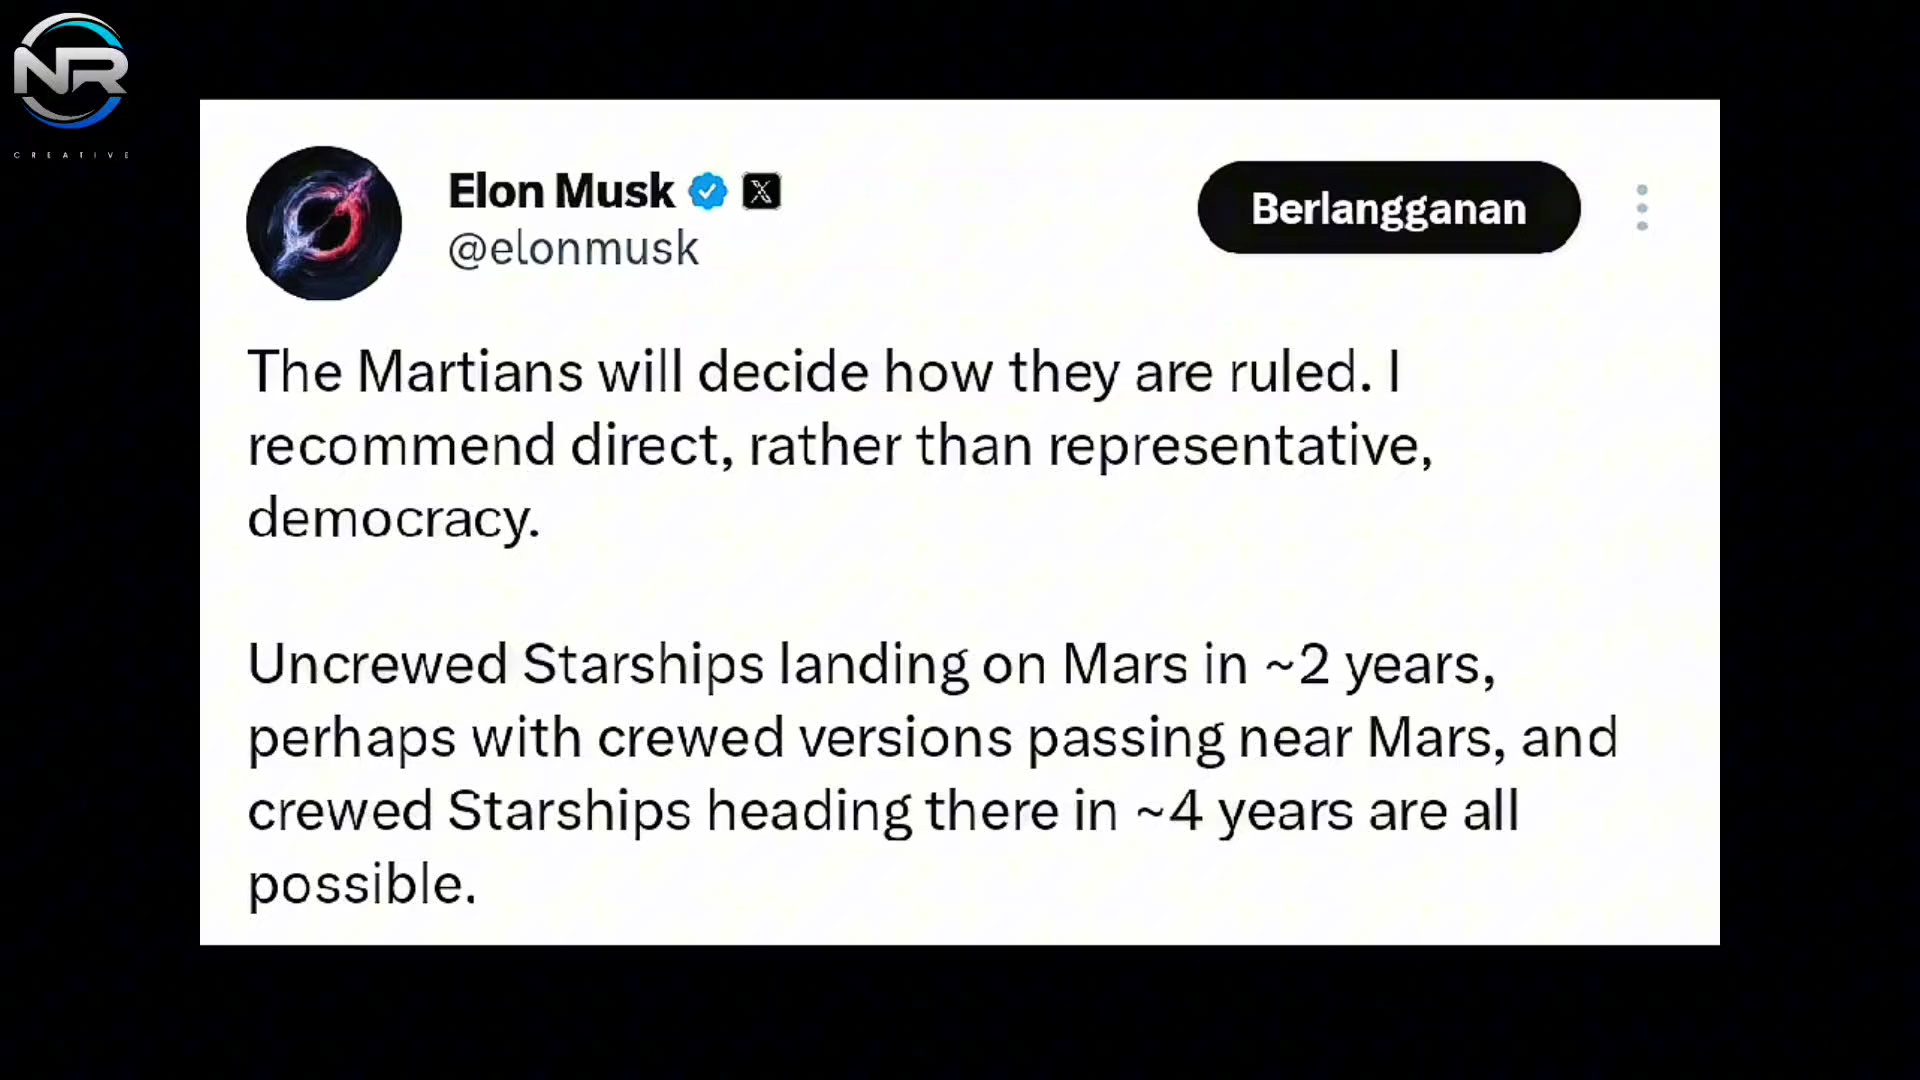 NR
CREATIVE
Elon Musk
@elonmusk
Berlangganan
The Martians will decide how they are ruled. I
recommend direct, rather than representative,
democracy.
Uncrewed Starships landing on Mars in ~2 years,
perhaps with crewed versions passing near Mars, and
crewed Starships heading there in ~4 years are all
possible.